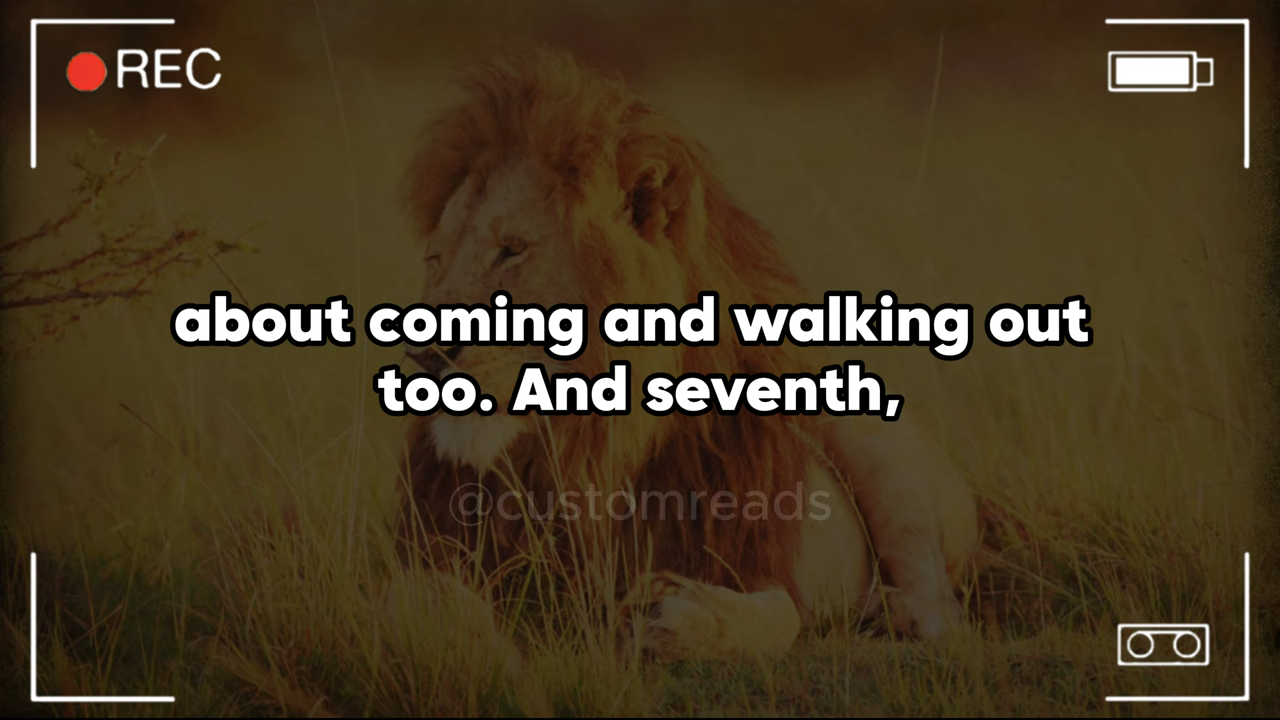 REC
about coming and walking out
too. And seventh,
@customreads